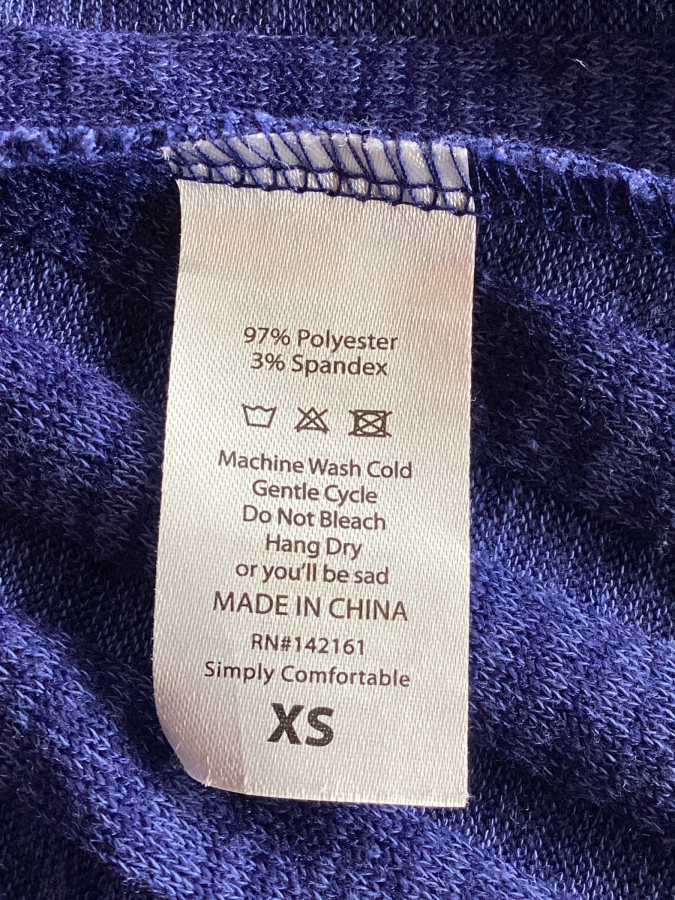 97% Polyester
3% Spandex
Machine Wash Cold
Gentle Cycle
Do Not Bleach
Hang Dry
or you'll be sad
MADE IN CHINA
RN#142161
Simply Comfortable
XS